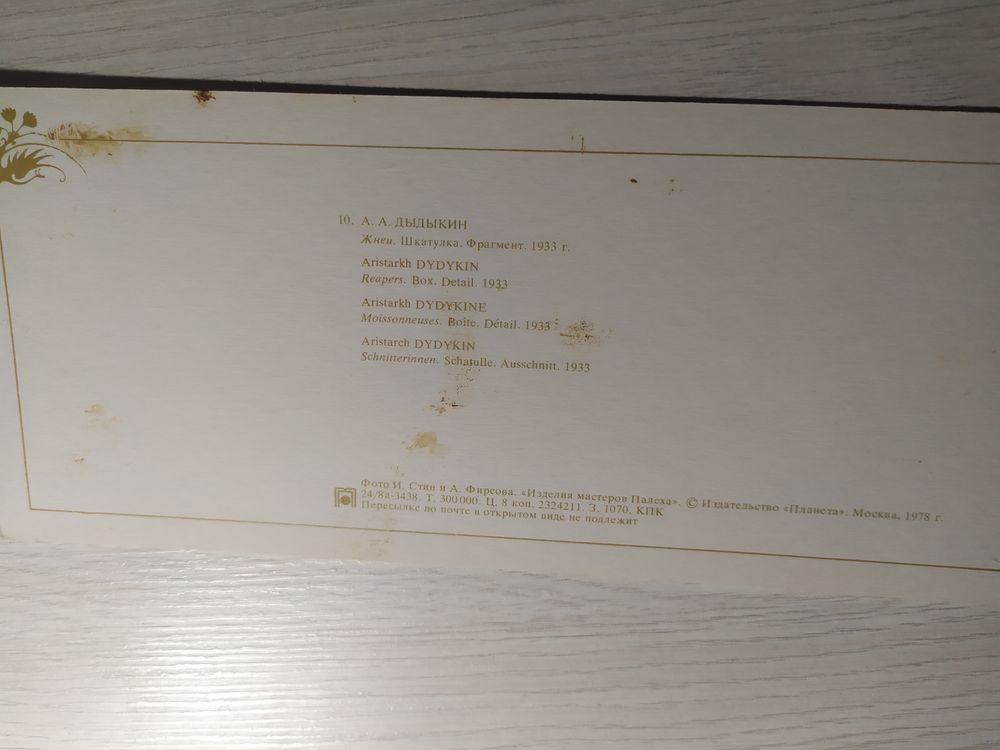 10. А. А. ДЫДЫКИН
Жнеи. Шкатулка. Фрагмент. 1933 г.
Aristarkh DYDYKIN
Reapers. Box. Detail. 1933
Aristarkh DYDYKINE
Moissonneuses. Boîte. Détail. 1933
Aristarch DYDYKIN
Schnitterinnen. Schatulle. Ausschnitt. 1933
Фото И. Стин и А. Фирсова. «Изделия мастеров Палеха». © Издательство «Планета». Москва, 1978 г.
24/8а-3438. Т. 300000. Ц. 8 коп. 2324211. З. 1070. КПК
Пересылке по почте в открытом виде не подлежит